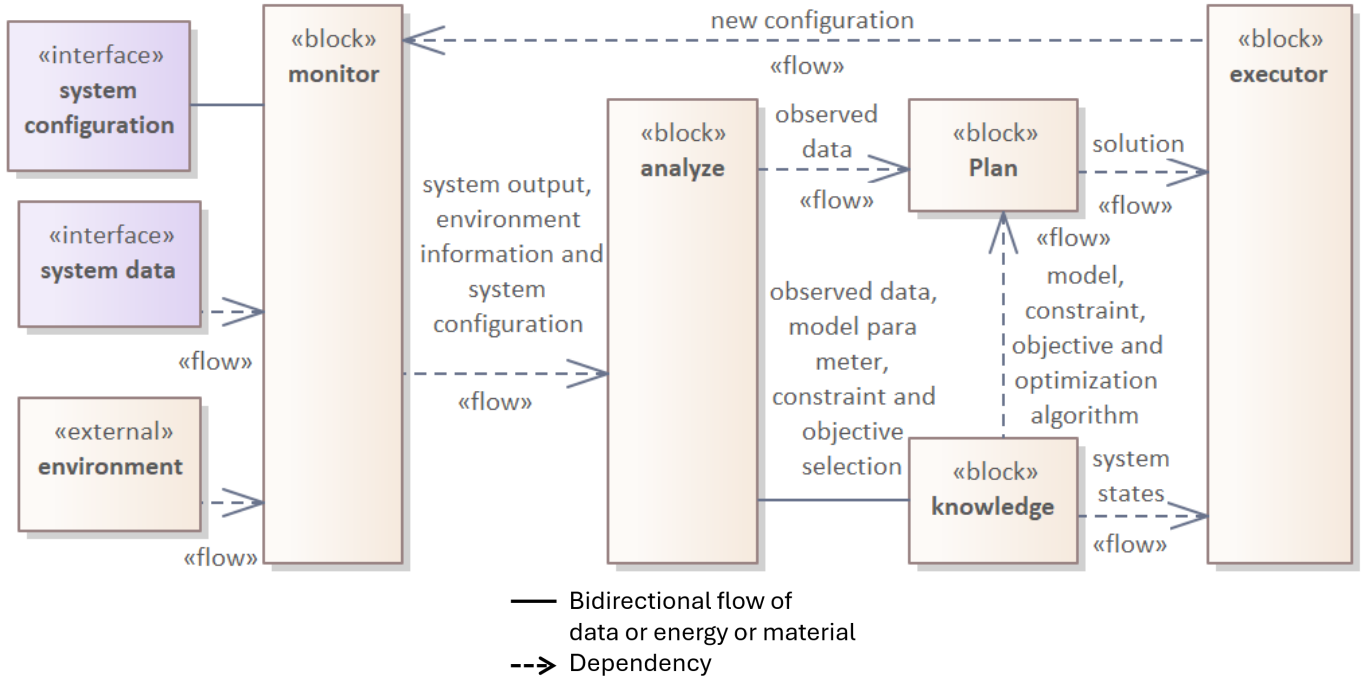 «interface»
system
configuration
«interface»
system data
«flow»
«external»
environment
«flow»
«block»
monitor
new configuration
«flow»
system output,
environment
information and
system
configuration
«flow»
«block»
analyze
observed
data
«flow»
observed data,
model para
meter,
constraint and
objective
selection
«block»
Plan
«flow»
model,
constraint,
objective and
optimization
algorithm
«block»
knowledge
solution
«flow»
system
states
«flow»
«block»
executor
Bidirectional flow of
data or energy or material
Dependency